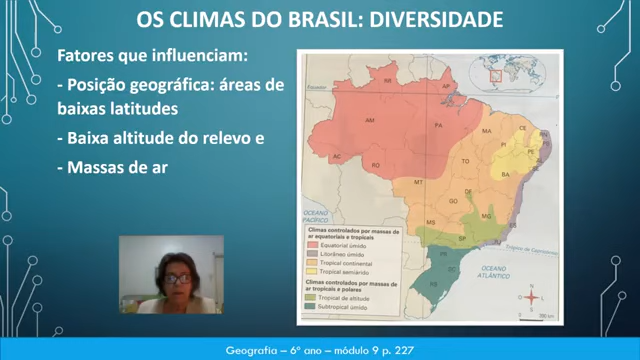 OS CLIMAS DO BRASIL: DIVERSIDADE
Fatores que influenciam:
- Posição geográfica: áreas de
baixas latitudes
- Baixa altitude do relevo e
- Massas de ar
Equador
RR
AP
AM
PA
MA
CE
RN
PB
PI
PE
AC
RO
TO
BA
MT
DF
GO
MG
MS
SP
RJ
PR
SC
RS
OCEANO
PACÍFICO
Trópico de Capricórnio
OCEANO
ATLÂNTICO
Climas controlados por massas de
ar equatoriais e tropicais
Equatorial úmido
Litorâneo úmido
Tropical continental
Tropical semiárido
Climas controlados por massas de
ar tropicais e polares
Tropical de altitude
Subtropical úmido
N
O
L
S
Geografia – 6º ano – módulo 9 p. 227